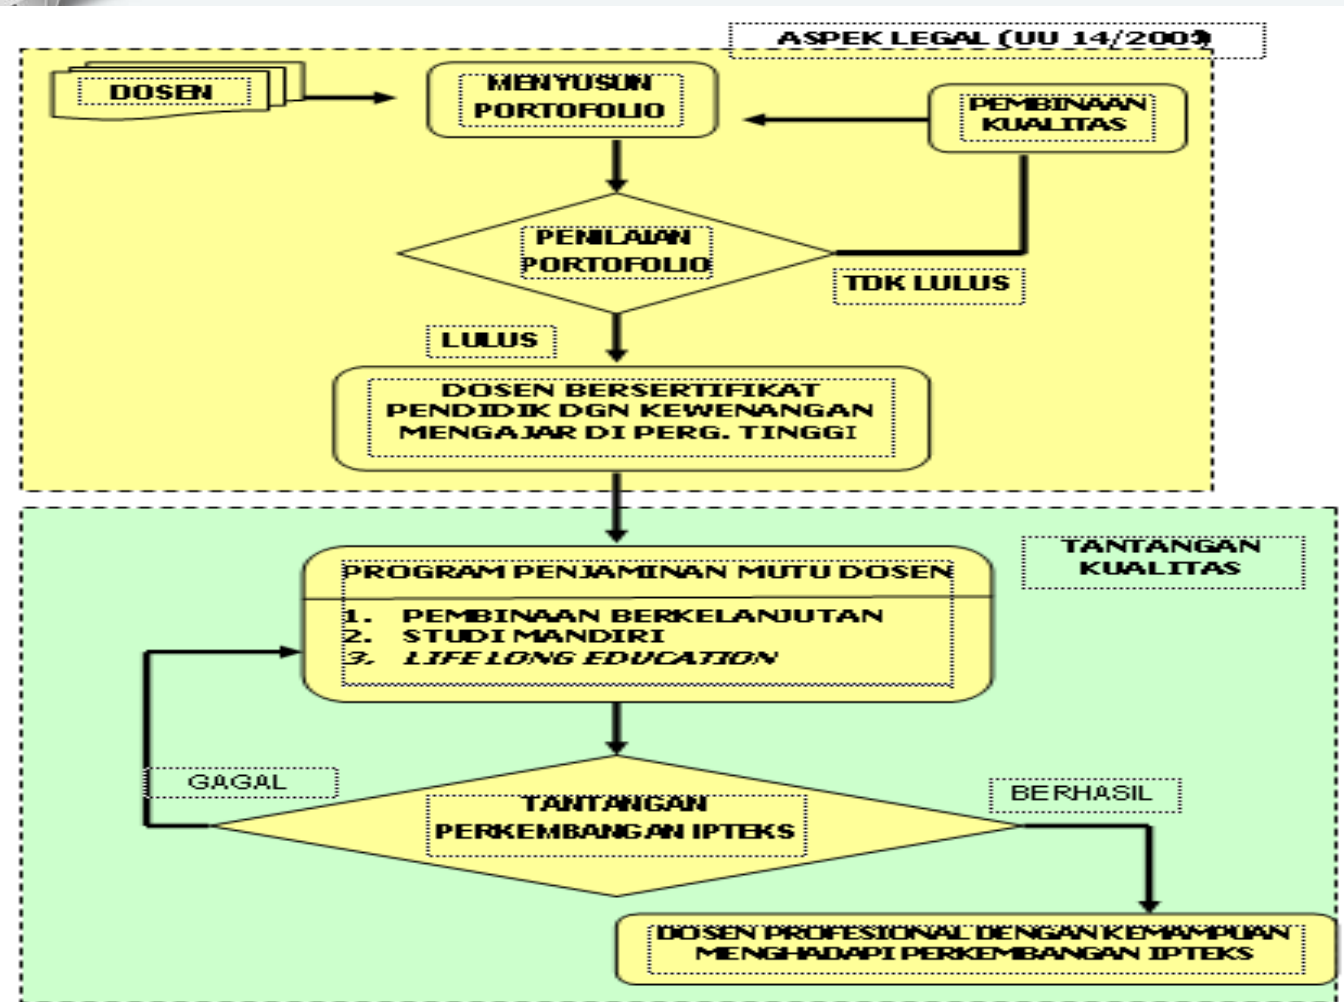 ASPEK LEGAL (UU 14/2005)
DOSEN
MENYUSUN
PORTOFOLIO
PEMBINAAN
KUALITAS
PENILAIAN
PORTOFOLIO
TDK LULUS
LULUS
DOSEN BERSERTIFIKAT
PENDIDIK DGN KEWENANGAN
MENGAJAR DI PERG. TINGGI
TANTANGAN
KUALITAS
PROGRAM PENJAMINAN MUTU DOSEN
1. PEMBINAAN BERKELANJUTAN
2. STUDI MANDIRI
3. LIFE LONG EDUCATION
GAGAL
TANTANGAN
PERKEMBANGAN IPTEKS
BERHASIL
DOSEN PROFESIONAL DENGAN KEMAMPUAN
MENGHADAPI PERKEMBANGAN IPTEKS